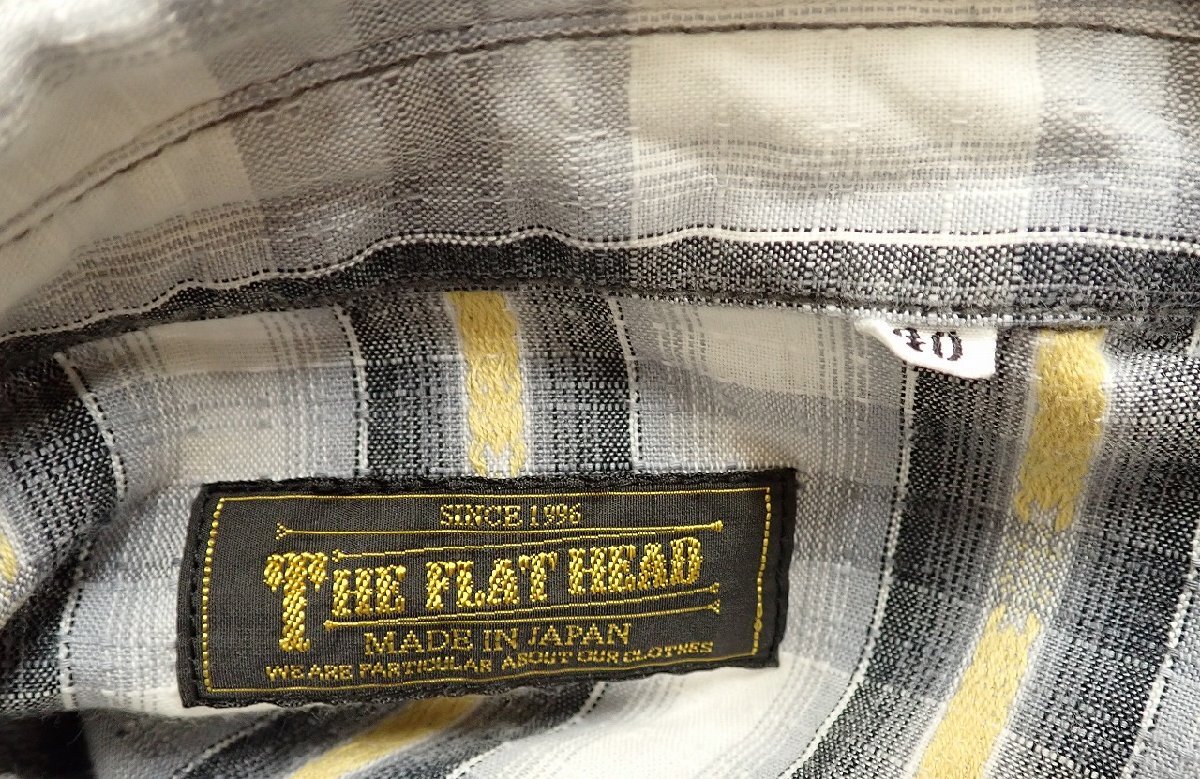 40
SINCE 1996
THE FLAT HEAD
MADE IN JAPAN
WE ARE PARTICULAR ABOUT OUR CLOTHES